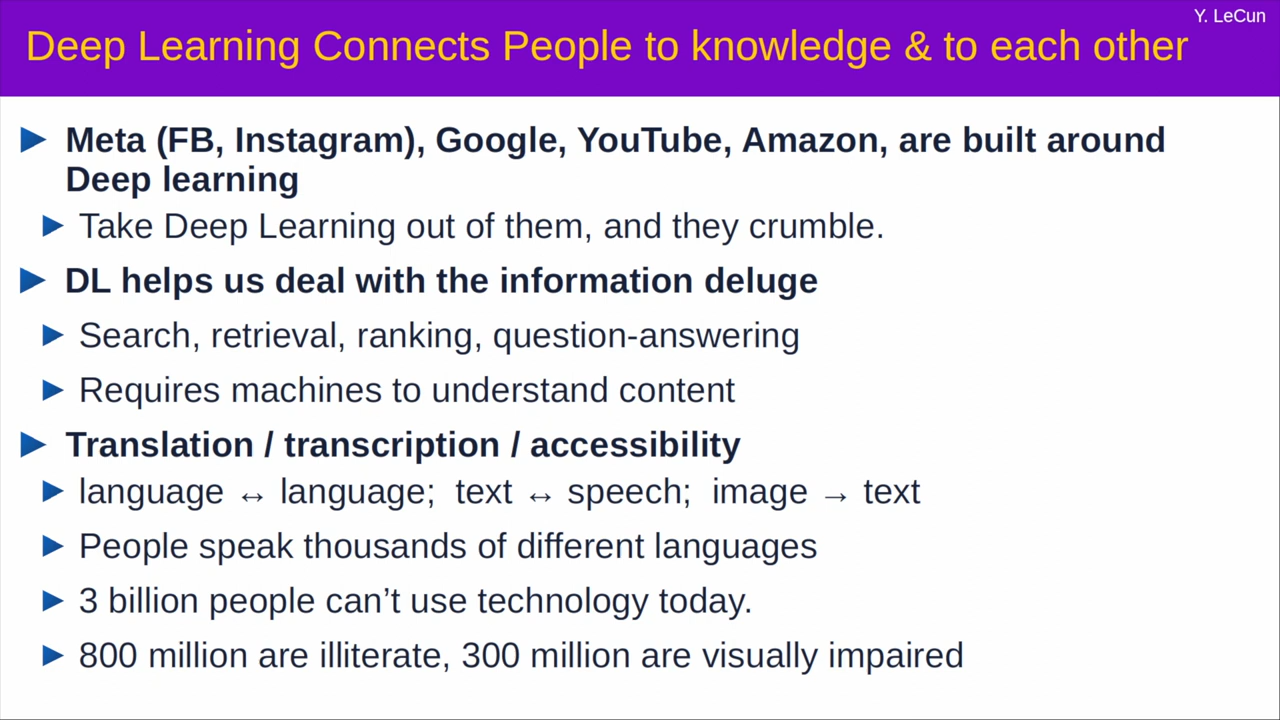 Y. LeCun
Deep Learning Connects People to knowledge & to each other
Meta (FB, Instagram), Google, YouTube, Amazon, are built around
Deep learning
Take Deep Learning out of them, and they crumble.
DL helps us deal with the information deluge
Search, retrieval, ranking, question-answering
Requires machines to understand content
Translation / transcription / accessibility
language ↔ language;  text ↔ speech;  image → text
People speak thousands of different languages
3 billion people can’t use technology today.
800 million are illiterate, 300 million are visually impaired